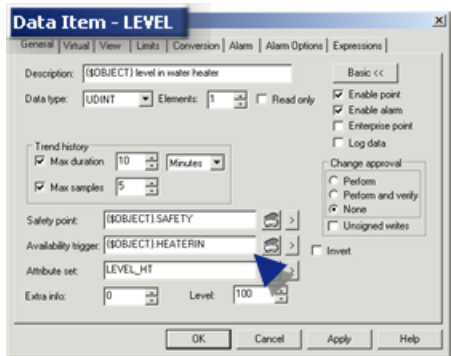 Data Item - LEVEL
General Virtual View Limits Conversion Alarm Alarm Options Expressions
Description: {$OBJECT} level in water heater Basic <<
Data type: UDINT Elements: 1 Read only Enable point
Enable alarm
Enterprise point
Log data
Trend history
Max duration 10 Minutes
Max samples 5
Change approval
Perform
Perform and verify
None
Unsigned writes
Safety point: {$OBJECT}.SAFETY >
Availability trigger: {$OBJECT}.HEATERIN > Invert
Attribute set: LEVEL_HT >
Extra info: 0 Level: 100
OK Cancel Apply Help